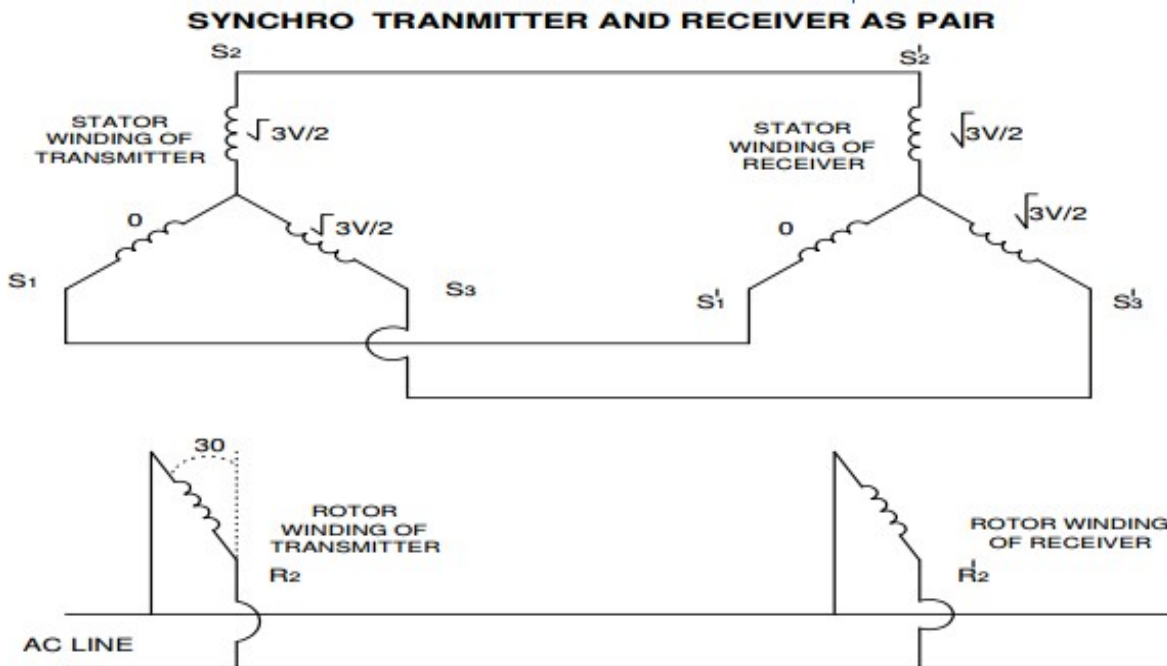 SYNCHRO TRANMITTER AND RECEIVER AS PAIR
S2
S'2
STATOR
WINDING OF
TRANSMITTER
√3V/2
STATOR
WINDING OF
RECEIVER
√3V/2
0
√3V/2
0
√3V/2
S1
S3
S'1
S'3
30
ROTOR
WINDING OF
TRANSMITTER
R2
ROTOR WINDING
OF RECEIVER
R'2
AC LINE